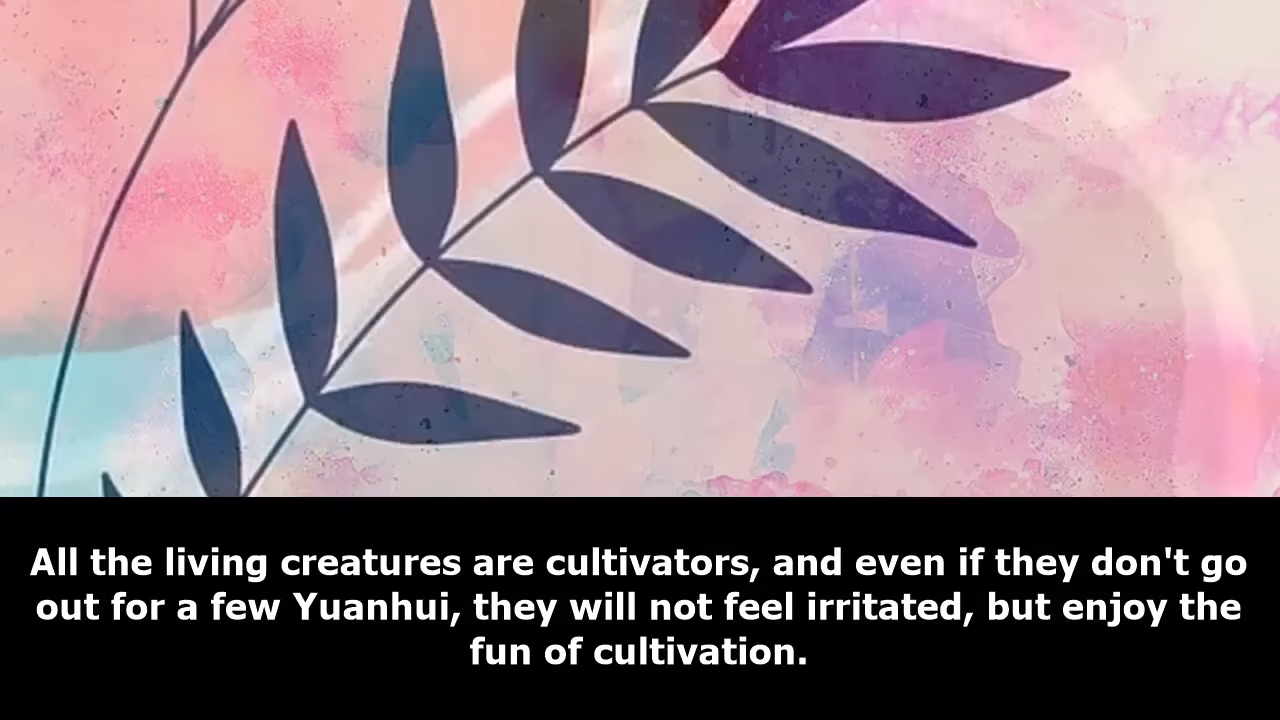 All the living creatures are cultivators, and even if they don't go
out for a few Yuanhui, they will not feel irritated, but enjoy the
fun of cultivation.